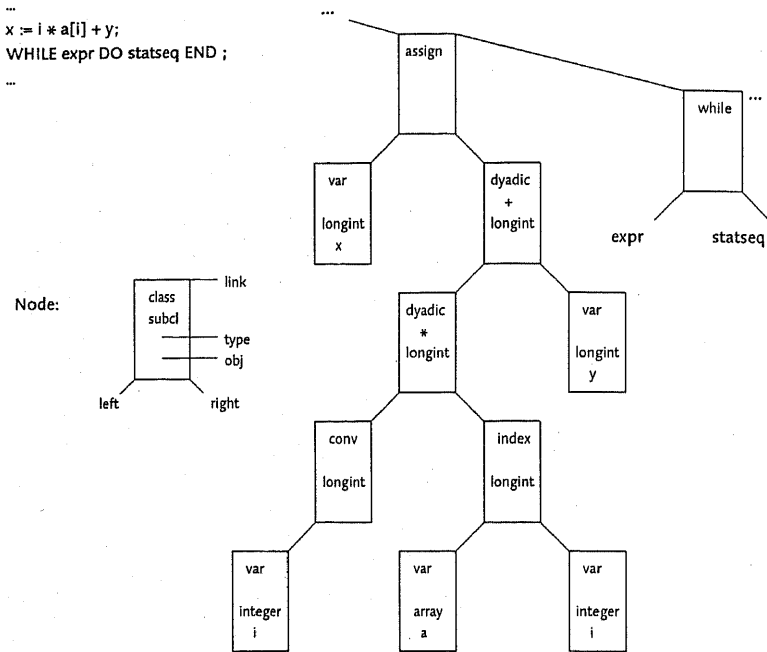 ...
x := i * a[i] + y;
WHILE expr DO statseq END ;
...
...
assign
while
...
var
longint
x
dyadic
+
longint
expr
statseq
Node:
class
subcl
link
type
obj
left
right
dyadic
*
longint
var
longint
y
conv
longint
index
longint
var
integer
i
var
array
a
var
integer
i